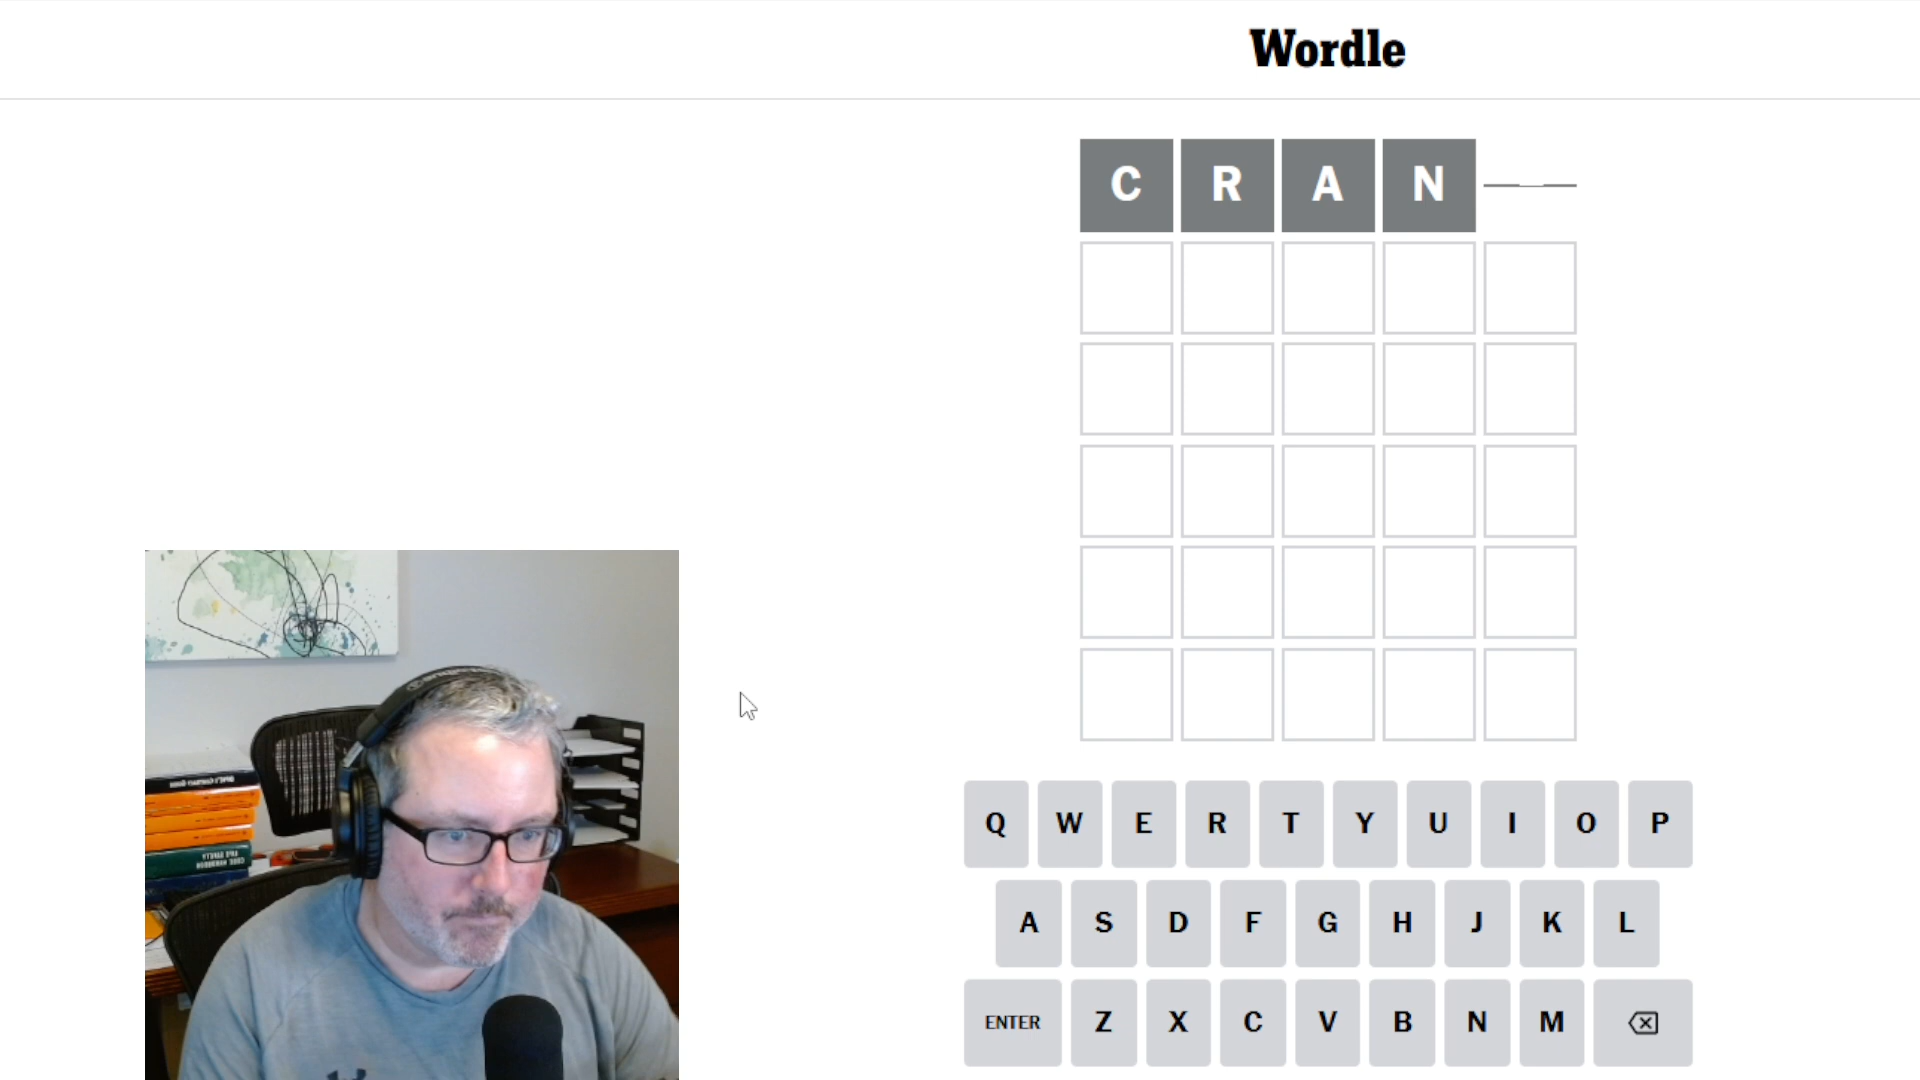 Wordle
C R A N
Q W E R T Y U I O P
A S D F G H J K L
ENTER Z X C V B N M